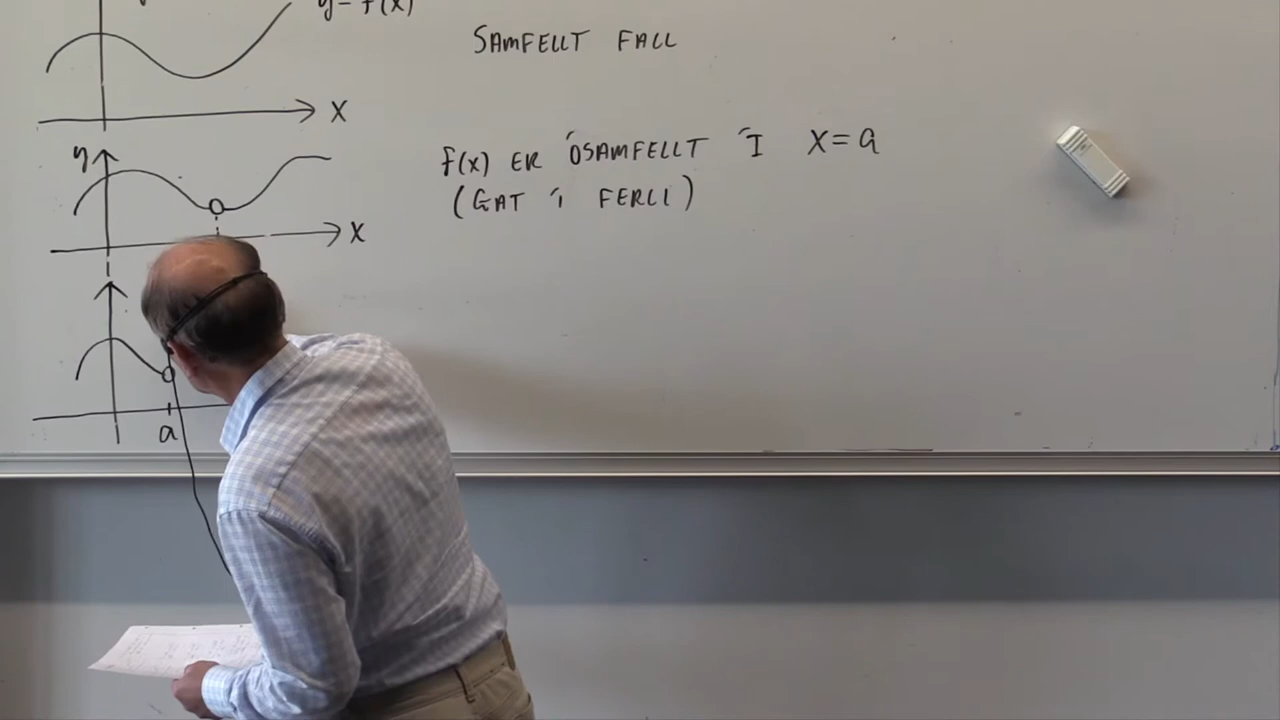 y = f(x)
SAMFELLT FALL
x
y
f(x) ER ÓSAMFELLT Í X=a
(GAT Í FERLI)
x
a